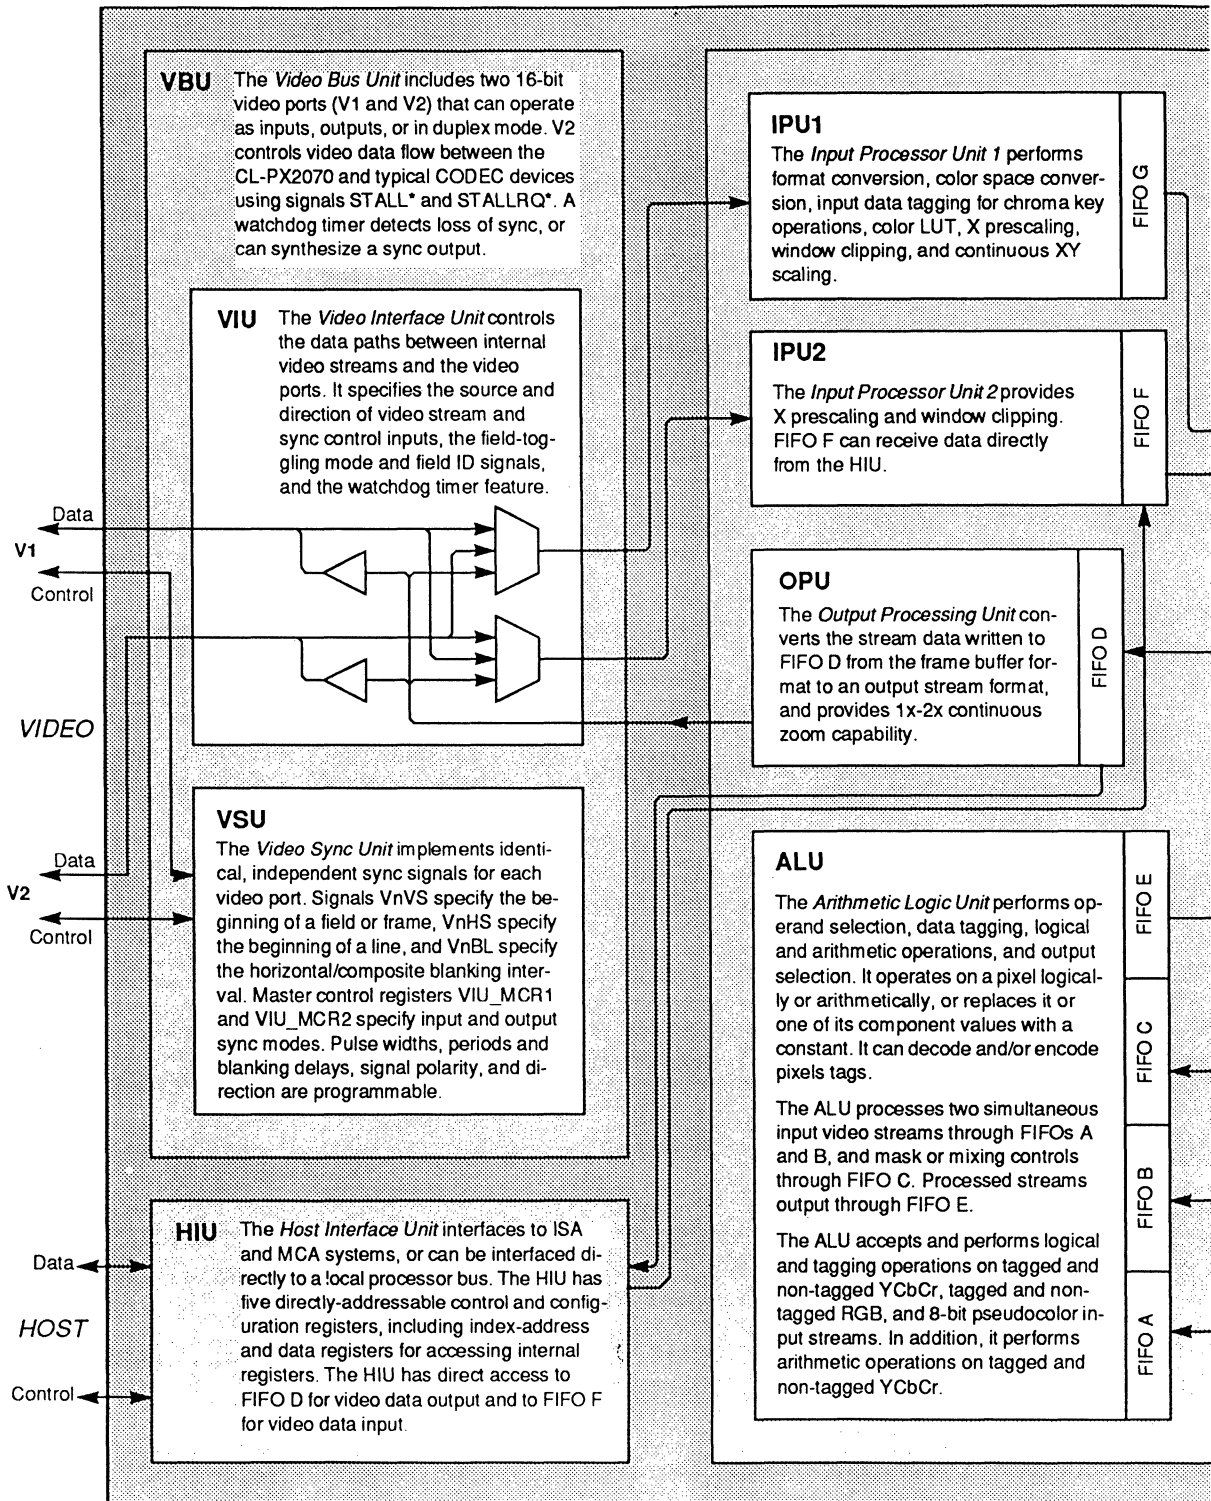 VBU The Video Bus Unit includes two 16-bit
video ports (V1 and V2) that can operate
as inputs, outputs, or in duplex mode. V2
controls video data flow between the
CL-PX2070 and typical CODEC devices
using signals STALL* and STALLRQ*. A
watchdog timer detects loss of sync, or
can synthesize a sync output.
VIU The Video Interface Unit controls
the data paths between internal
video streams and the video
ports. It specifies the source and
direction of video stream and
sync control inputs, the field-tog-
gling mode and field ID signals,
and the watchdog timer feature.
Data
V1
Control
VIDEO
VSU
The Video Sync Unit implements identi-
cal, independent sync signals for each
video port. Signals VnVS specify the be-
ginning of a field or frame, VnHS specify
the beginning of a line, and VnBL specify
the horizontal/composite blanking inter-
val. Master control registers VIU_MCR1
and VIU_MCR2 specify input and output
sync modes. Pulse widths, periods and
blanking delays, signal polarity, and di-
rection are programmable.
Data
V2
Control
HIU The Host Interface Unit interfaces to ISA
and MCA systems, or can be interfaced di-
rectly to a local processor bus. The HIU has
five directly-addressable control and config-
uration registers, including index-address
and data registers for accessing internal
registers. The HIU has direct access to
FIFO D for video data output and to FIFO F
for video data input.
Data
HOST
Control
IPU1
The Input Processor Unit 1 performs
format conversion, color space conver-
sion, input data tagging for chroma key
operations, color LUT, X prescaling,
window clipping, and continuous XY
scaling.
FIFO G
IPU2
The Input Processor Unit 2 provides
X prescaling and window clipping.
FIFO F can receive data directly
from the HIU.
FIFO F
OPU
The Output Processing Unit con-
verts the stream data written to
FIFO D from the frame buffer for-
mat to an output stream format,
and provides 1x-2x continuous
zoom capability.
FIFO D
ALU
The Arithmetic Logic Unit performs op-
erand selection, data tagging, logical
and arithmetic operations, and output
selection. It operates on a pixel logical-
ly or arithmetically, or replaces it or
one of its component values with a
constant. It can decode and/or encode
pixels tags.
The ALU processes two simultaneous
input video streams through FIFOs A
and B, and mask or mixing controls
through FIFO C. Processed streams
output through FIFO E.
The ALU accepts and performs logical
and tagging operations on tagged and
non-tagged YCbCr, tagged and non-
tagged RGB, and 8-bit pseudocolor in-
put streams. In addition, it performs
arithmetic operations on tagged and
non-tagged YCbCr.
FIFO E
FIFO C
FIFO B
FIFO A